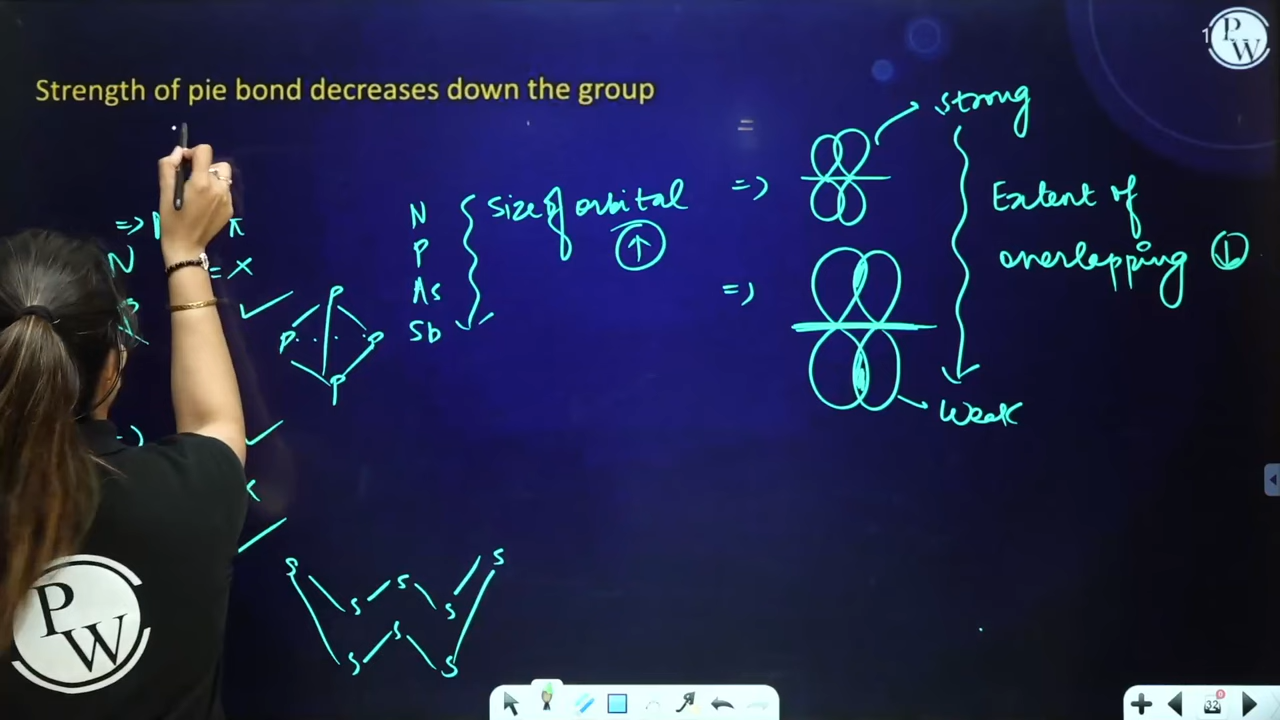 Strength of pie bond decreases down the group
=
=> strong
N } Size of orbital ↑
P
As
Sb
=>
Extent of
overlapping ↓
=> Weak
=> π
N = X
P
P P
P
S S S
S S
S S S
PW
PW
32